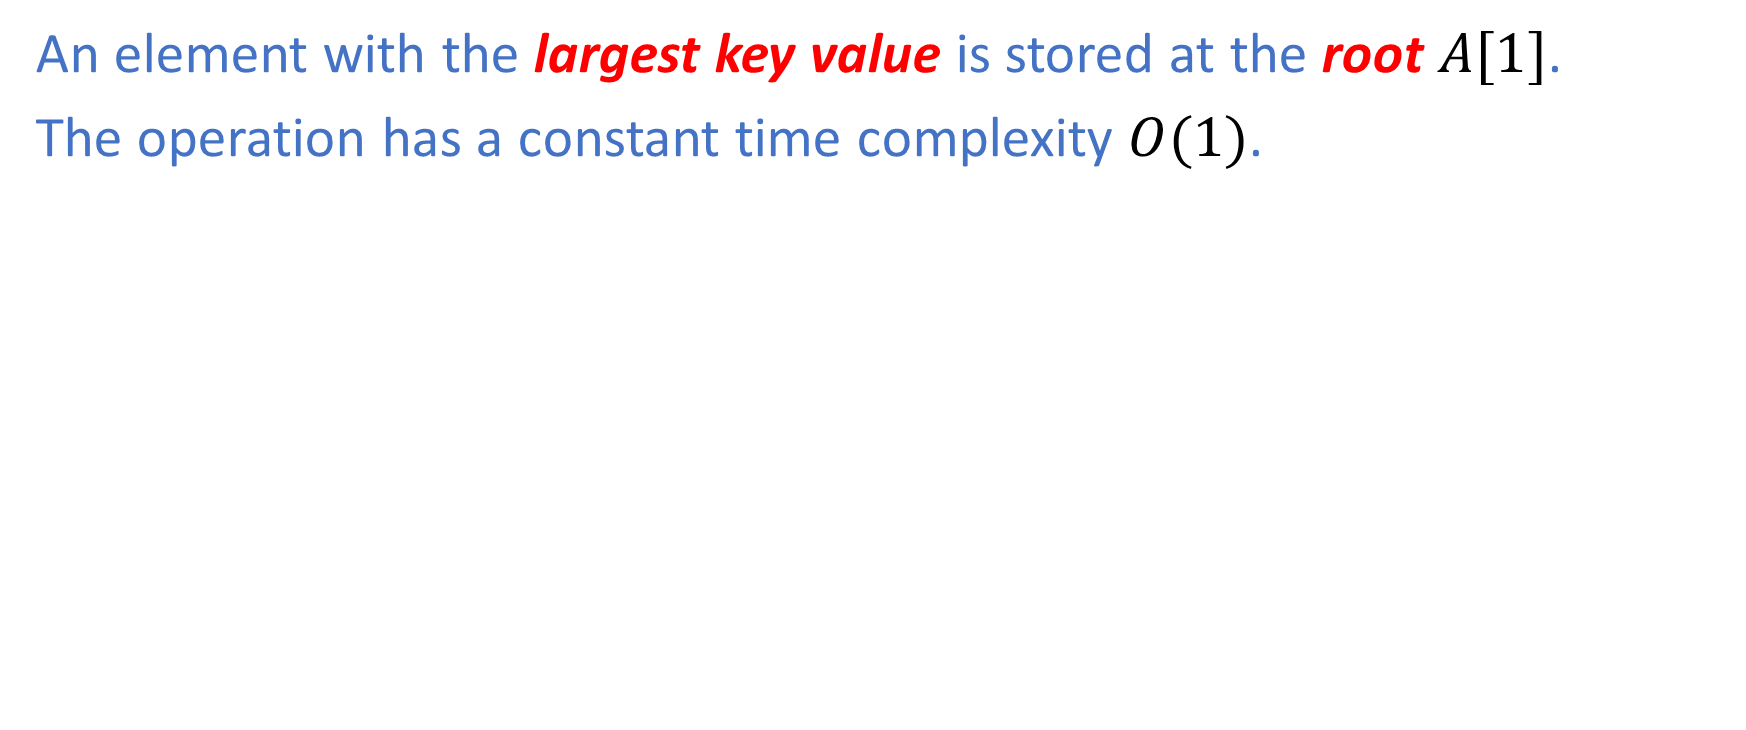 An element with the largest key value is stored at the root A[1].
The operation has a constant time complexity O(1).